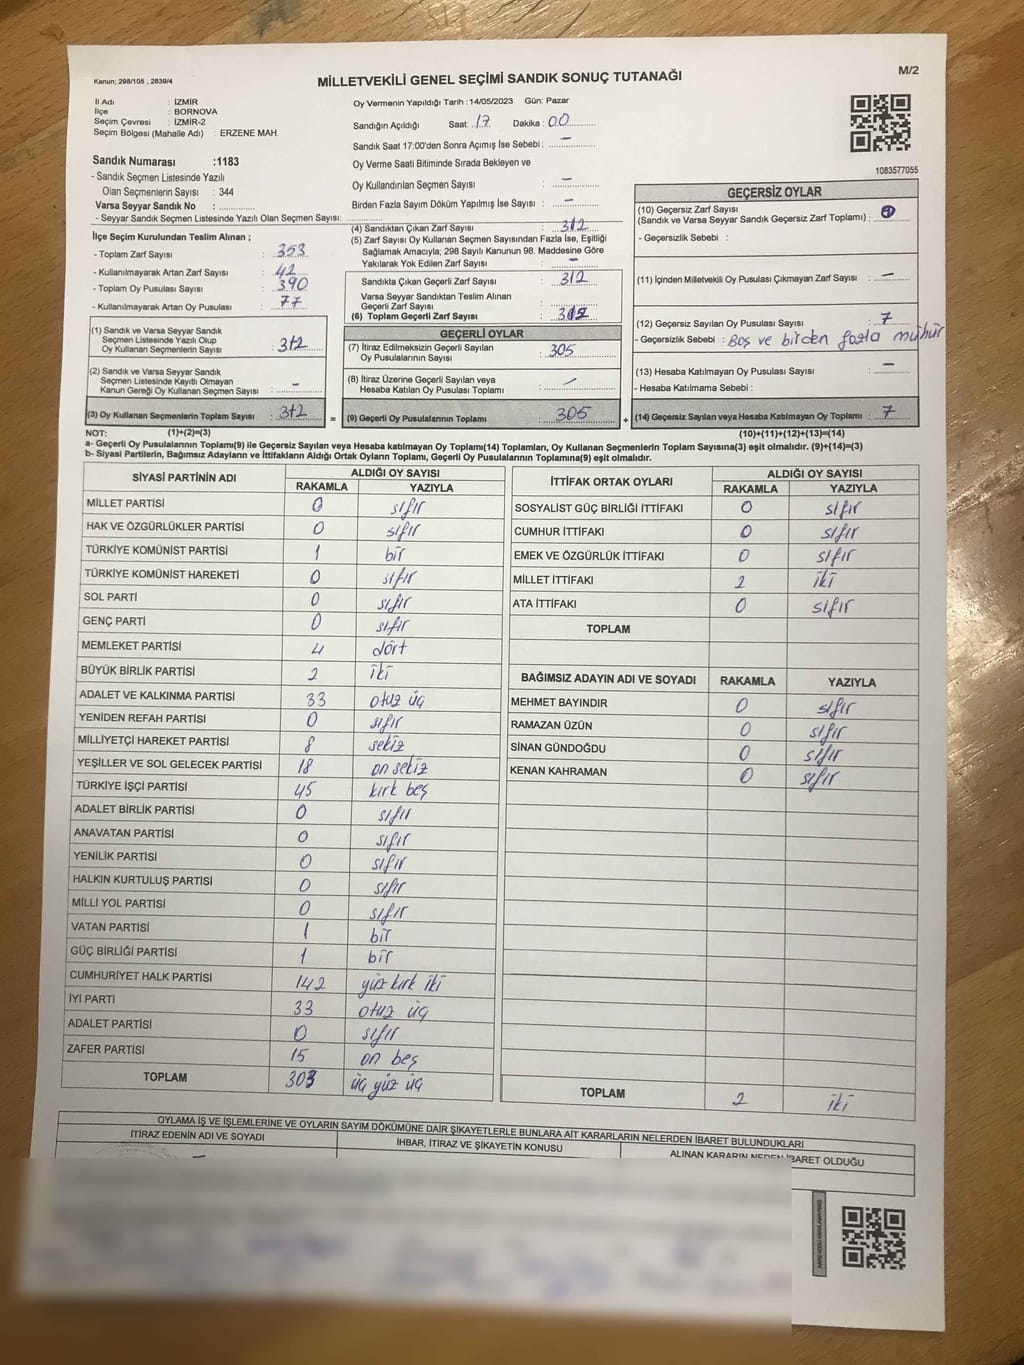 Kanun; 298/105 , 2839/4
MİLLETVEKİLİ GENEL SEÇİMİ SANDIK SONUÇ TUTANAĞI
M/2
İl Adı : İZMİR
İlçe : BORNOVA
Seçim Çevresi : İZMİR-2
Seçim Bölgesi (Mahalle Adı) : ERZENE MAH.
Sandık Numarası :1183
- Sandık Seçmen Listesinde Yazılı
Olan Seçmenlerin Sayısı : 344
Varsa Seyyar Sandık No :
- Seyyar Sandık Seçmen Listesinde Yazılı Olan Seçmen Sayısı:
Oy Vermenin Yapıldığı Tarih :14/05/2023 Gün: Pazar
Sandığın Açıldığı Saat: 17 Dakika : 00
Sandık Saat 17:00'den Sonra Açımış İse Sebebi : –
Oy Verme Saati Bitiminde Sırada Bekleyen ve
Oy Kullandırılan Seçmen Sayısı : –
Birden Fazla Sayım Döküm Yapılmış İse Sayısı : –
1083577055
İlçe Seçim Kurulundan Teslim Alınan ;
- Toplam Zarf Sayısı : 353
- Kullanılmayarak Artan Zarf Sayısı : 42
- Toplam Oy Pusulası Sayısı : 390
- Kullanılmayarak Artan Oy Pusulası : 77
(1) Sandık ve Varsa Seyyar Sandık
Seçmen Listesinde Yazılı Olup
Oy Kullanan Seçmenlerin Sayısı : 312
(2) Sandık ve Varsa Seyyar Sandık
Seçmen Listesinde Kayıtlı Olmayan
Kanun Gereği Oy Kullanan Seçmen Sayısı : –
(3) Oy Kullanan Seçmenlerin Toplam Sayısı : 312 =
(4) Sandıktan Çıkan Zarf Sayısı : 312
(5) Zarf Sayısı Oy Kullanan Seçmen Sayısından Fazla İse, Eşitliği
Sağlamak Amacıyla; 298 Sayılı Kanunun 98. Maddesine Göre
Yakılarak Yok Edilen Zarf Sayısı : –
Sandıkta Çıkan Geçerli Zarf Sayısı : 312
Varsa Seyyar Sandıktan Teslim Alınan
Geçerli Zarf Sayısı :
(6) Toplam Geçerli Zarf Sayısı : 312
GEÇERLİ OYLAR
(7) İtiraz Edilmeksizin Geçerli Sayılan
Oy Pusulalarının Sayısı : 305
(8) İtiraz Üzerine Geçerli Sayılan veya
Hesaba Katılan Oy Pusulası Toplamı : –
(9) Geçerli Oy Pusulalarının Toplamı : 305 +
GEÇERSİZ OYLAR
(10) Geçersiz Zarf Sayısı
(Sandık ve Varsa Seyyar Sandık Geçersiz Zarf Toplamı) :
- Geçersizlik Sebebi :
(11) İçinden Milletvekili Oy Pusulası Çıkmayan Zarf Sayısı : –
(12) Geçersiz Sayılan Oy Pusulası Sayısı : 7
- Geçersizlik Sebebi : Boş ve birden fazla mühür
(13) Hesaba Katılmayan Oy Pusulası Sayısı : –
- Hesaba Katılmama Sebebi :
(14) Geçersiz Sayılan veya Hesaba Katılmayan Oy Toplamı : 7
NOT: (1)+(2)=(3) (10)+(11)+(12)+(13)=(14)
a- Geçerli Oy Pusulalarının Toplamı(9) ile Geçersiz Sayılan veya Hesaba katılmayan Oy Toplamı(14) Toplamları, Oy Kullanan Seçmenlerin Toplam Sayısına(3) eşit olmalıdır. (9)+(14)=(3)
b- Siyasi Partilerin, Bağımsız Adayların ve İttifakların Aldığı Ortak Oyların Toplamı, Geçerli Oy Pusulalarının Toplamına(9) eşit olmalıdır.
SİYASİ PARTİNİN ADI ALDIĞI OY SAYISI
RAKAMLA YAZIYLA
MİLLET PARTİSİ 0 sıfır
HAK VE ÖZGÜRLÜKLER PARTİSİ 0 sıfır
TÜRKİYE KOMÜNİST PARTİSİ 1 bir
TÜRKİYE KOMÜNİST HAREKETİ 0 sıfır
SOL PARTİ 0 sıfır
GENÇ PARTİ 0 sıfır
MEMLEKET PARTİSİ 4 dört
BÜYÜK BİRLİK PARTİSİ 2 iki
ADALET VE KALKINMA PARTİSİ 33 otuz üç
YENİDEN REFAH PARTİSİ 0 sıfır
MİLLİYETÇİ HAREKET PARTİSİ 8 sekiz
YEŞİLLER VE SOL GELECEK PARTİSİ 18 on sekiz
TÜRKİYE İŞÇİ PARTİSİ 45 kırk beş
ADALET BİRLİK PARTİSİ 0 sıfır
ANAVATAN PARTİSİ 0 sıfır
YENİLİK PARTİSİ 0 sıfır
HALKIN KURTULUŞ PARTİSİ 0 sıfır
MİLLİ YOL PARTİSİ 0 sıfır
VATAN PARTİSİ 1 bir
GÜÇ BİRLİĞİ PARTİSİ 1 bir
CUMHURİYET HALK PARTİSİ 142 yüz kırk iki
İYİ PARTİ 33 otuz üç
ADALET PARTİSİ 0 sıfır
ZAFER PARTİSİ 15 on beş
TOPLAM 303 üç yüz üç
İTTİFAK ORTAK OYLARI ALDIĞI OY SAYISI
RAKAMLA YAZIYLA
SOSYALİST GÜÇ BİRLİĞİ İTTİFAKI 0 sıfır
CUMHUR İTTİFAKI 0 sıfır
EMEK VE ÖZGÜRLÜK İTTİFAKI 0 sıfır
MİLLET İTTİFAKI 2 iki
ATA İTTİFAKI 0 sıfır
TOPLAM
BAĞIMSIZ ADAYIN ADI VE SOYADI RAKAMLA YAZIYLA
MEHMET BAYINDIR 0 sıfır
RAMAZAN ÜZÜN 0 sıfır
SİNAN GÜNDOĞDU 0 sıfır
KENAN KAHRAMAN 0 sıfır
TOPLAM 2 iki
OYLAMA İŞ VE İŞLEMLERİNE VE OYLARIN SAYIM DÖKÜMÜNE DAİR ŞİKAYETLERLE BUNLARA AİT KARARLARIN NELERDEN İBARET BULUNDUKLARI
İTİRAZ EDENİN ADI VE SOYADI İHBAR, İTİRAZ VE ŞİKAYETİN KONUSU ALINAN KARARIN NEDEN İBARET OLDUĞU